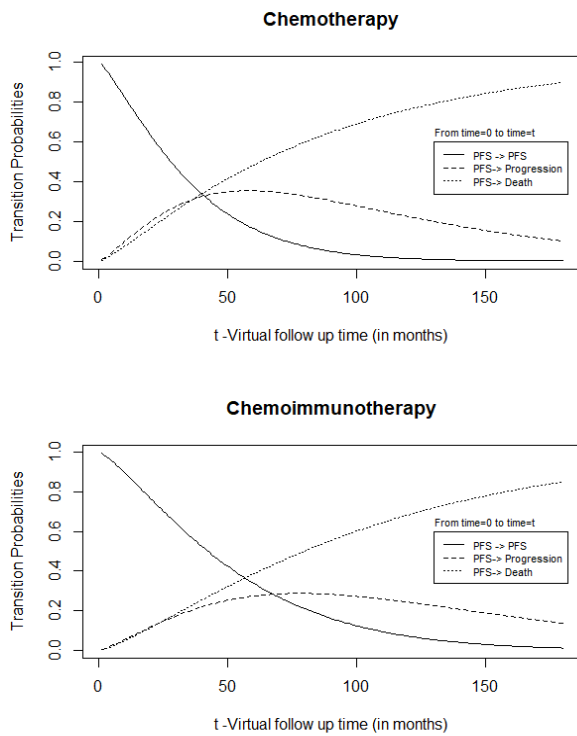 Chemotherapy
Transition Probabilities
1.0
0.8
0.6
0.4
0.2
0.0
From time=0 to time=t
PFS -> PFS
PFS-> Progression
PFS-> Death
0
50
100
150
t -Virtual follow up time (in months)
Chemoimmunotherapy
Transition Probabilities
1.0
0.8
0.6
0.4
0.2
0.0
From time=0 to time=t
PFS -> PFS
PFS-> Progression
PFS-> Death
0
50
100
150
t -Virtual follow up time (in months)